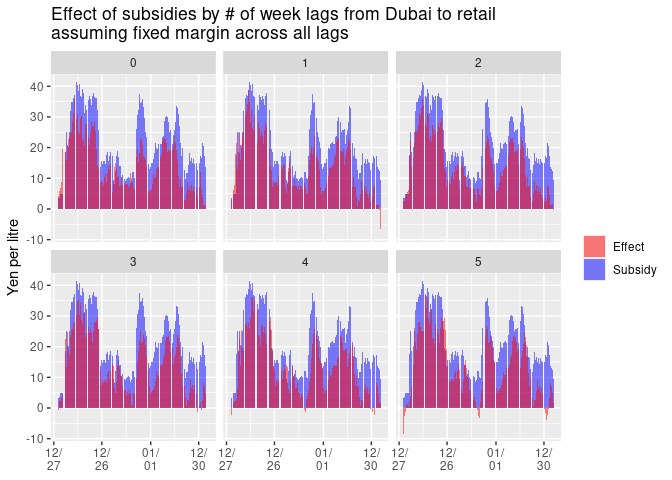 Effect of subsidies by # of week lags from Dubai to retail
assuming fixed margin across all lags
0 1 2
40
30
20
10
0
-10
3 4 5
40
30
20
10
0
-10
12/ 12/ 01/ 12/ 12/ 12/ 01/ 12/ 12/ 12/ 01/ 12/
27 26 01 30 27 26 01 30 27 26 01 30
Yen per litre
Effect
Subsidy